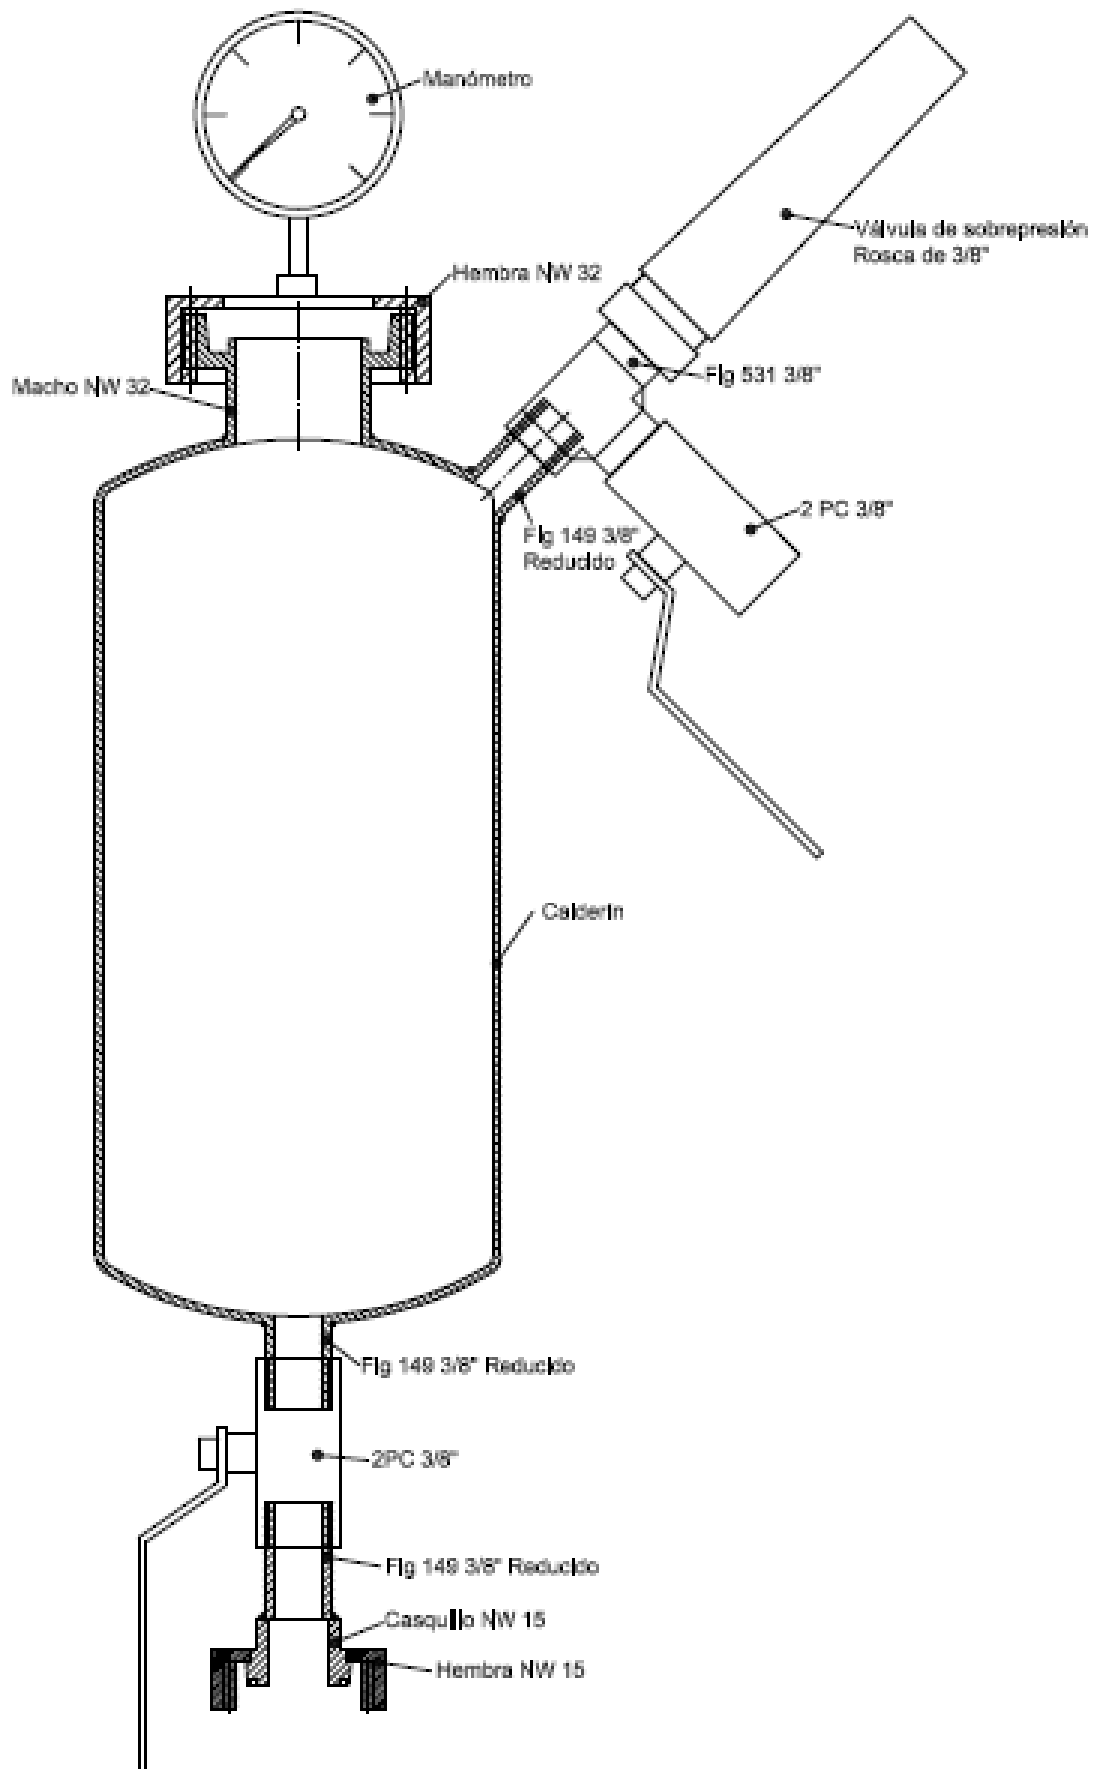 Manómetro
Válvula de sobrepresión
Rosca de 3/8"
Hembra NW 32
Fig 531 3/8"
Macho NW 32
2 PC 3/8"
Fig 149 3/8"
Reducido
Calderín
Fig 149 3/8" Reducido
2PC 3/8"
Fig 149 3/8" Reducido
Casquillo NW 15
Hembra NW 15